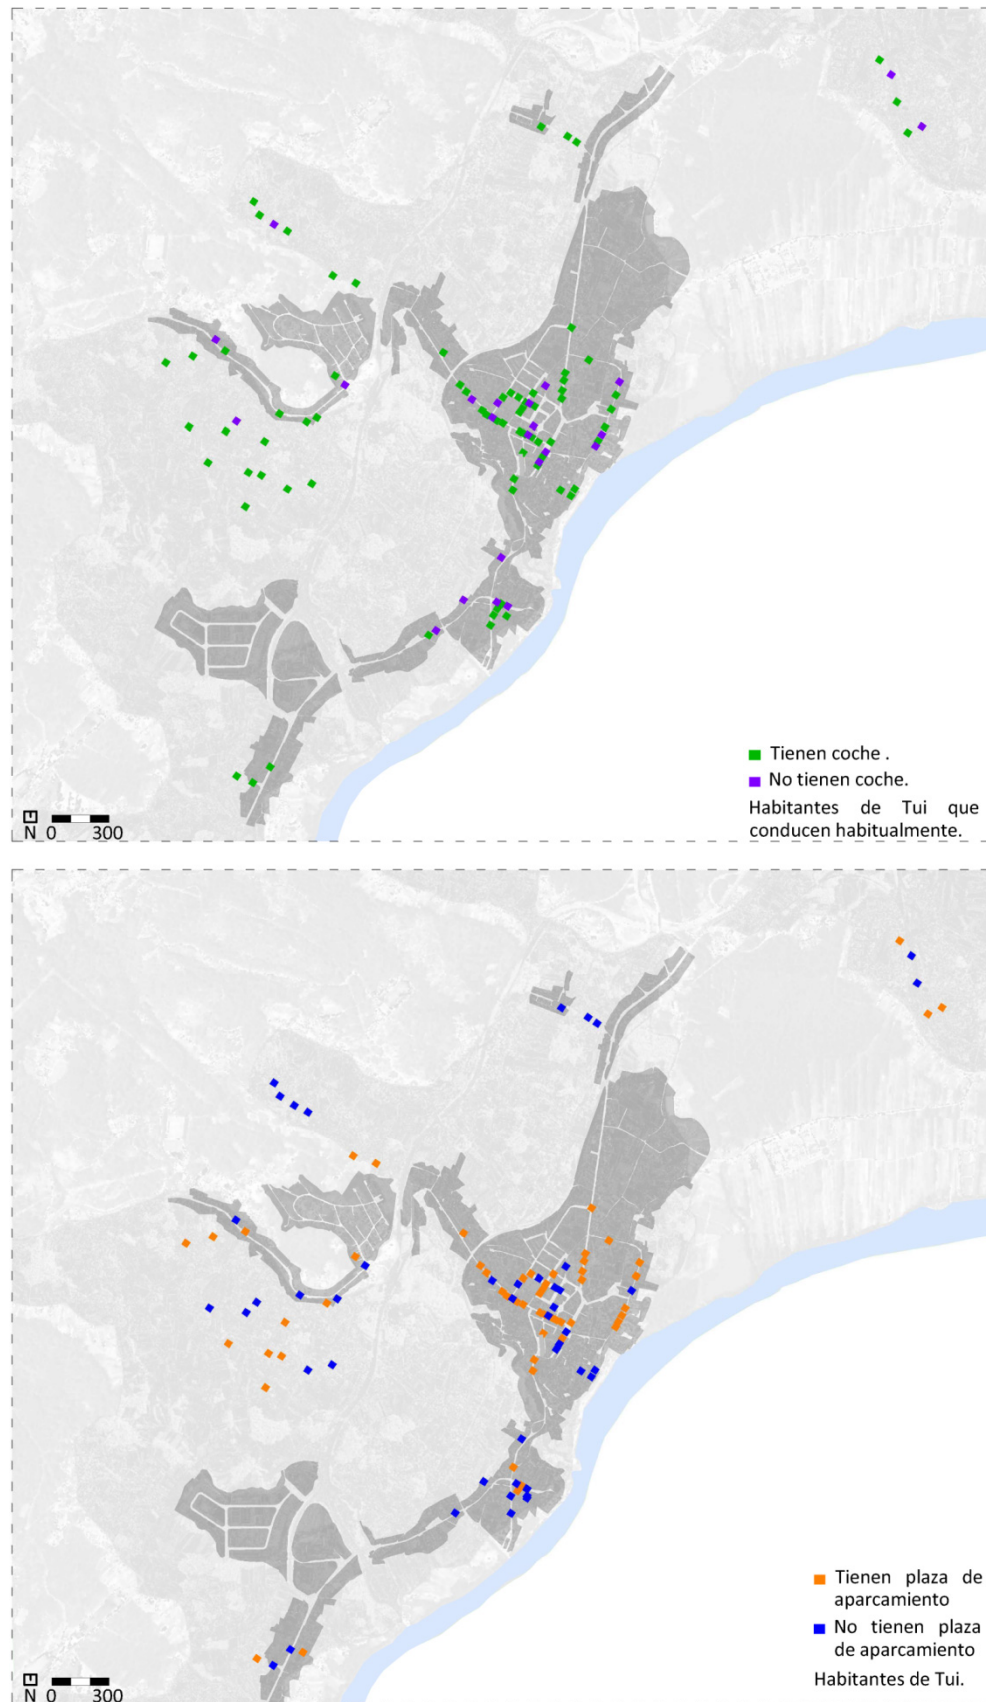 Tienen coche .
No tienen coche.
Habitantes de Tui que
conducen habitualmente.
N 0 300
Tienen plaza de
aparcamiento
No tienen plaza
de aparcamiento
Habitantes de Tui.
N 0 300